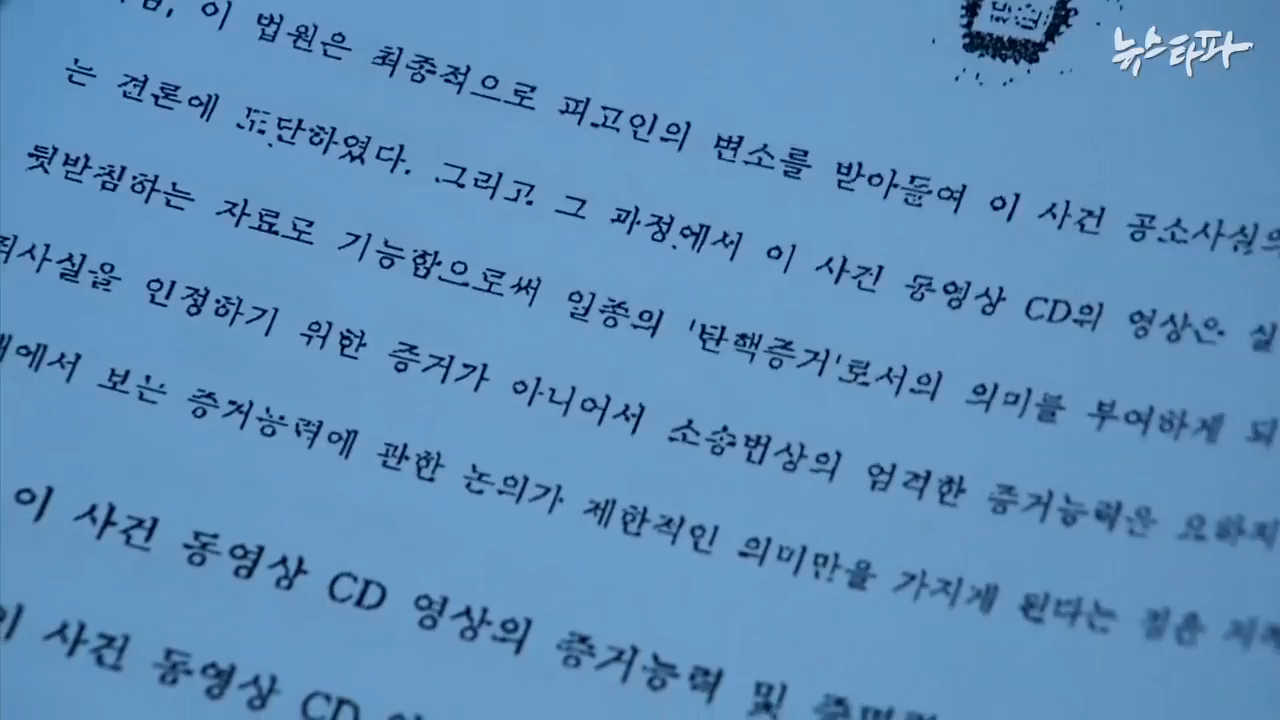 뉴스타파
이 법원은 최종적으로 피고인의 변소를 받아들여 이 사건 공소사실의
는 결론에 도달하였다. 그리고 그 과정에서 이 사건 동영상 CD의 영상은 실
뒷받침하는 자료로 기능함으로써 일종의 '탄핵증거'로서의 의미를 부여하게 되
죄사실을 인정하기 위한 증거가 아니어서 소송법상의 엄격한 증거능력을 요하지
에서 보는 증거능력에 관한 논의가 제한적인 의미만을 가지게 된다는 점을
이 사건 동영상 CD 영상의 증거능력 및
이 사건 동영상 CD